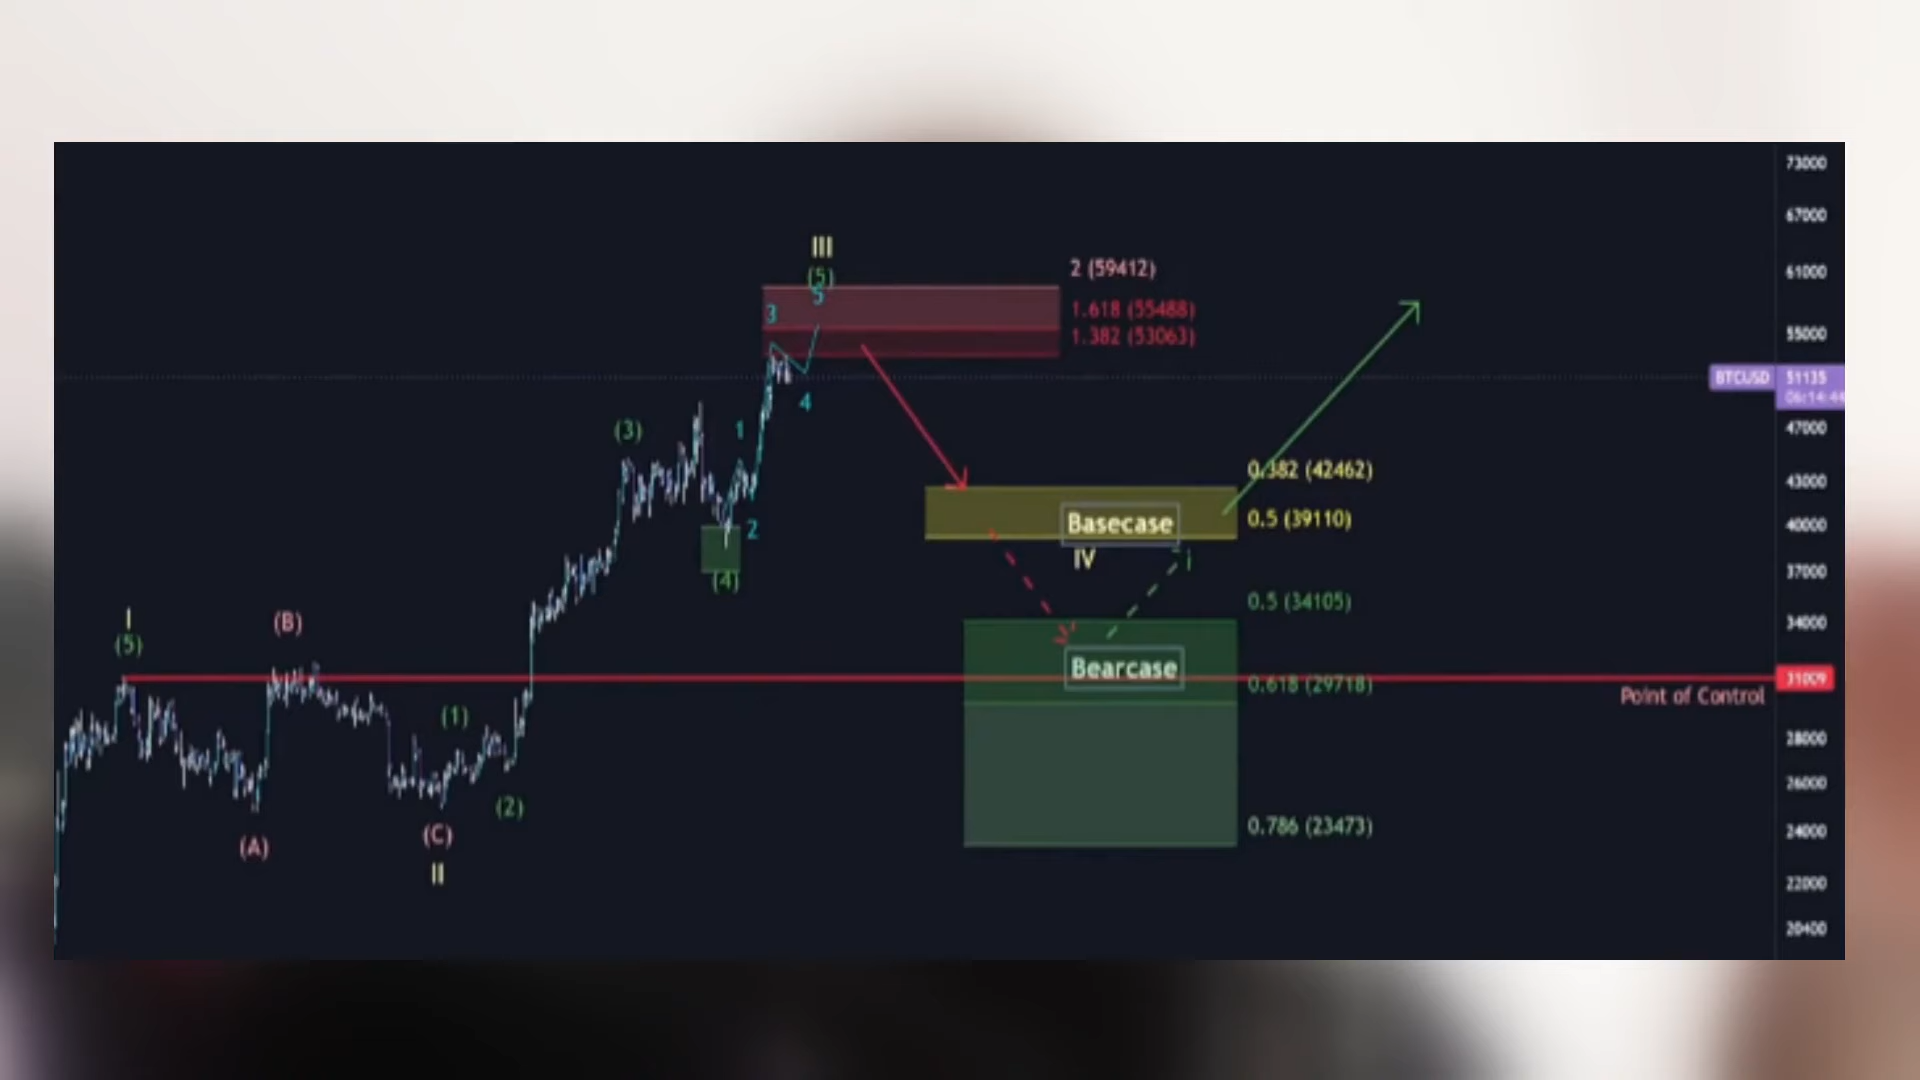 73000
67000
III
(5)
5
2 (59412)
61000
3
1.618 (55488)
1.382 (53063)
55000
BTCUSD 51135
06:14:44
4
(3)
1
47000
0.382 (42462)
43000
Basecase
0.5 (39110)
40000
2
IV
i
(4)
37000
0.5 (34105)
I
(5)
(B)
34000
Bearcase
0.618 (29718)
31009
Point of Control
(1)
28000
26000
(2)
0.786 (23473)
24000
(A)
(C)
II
22000
20400